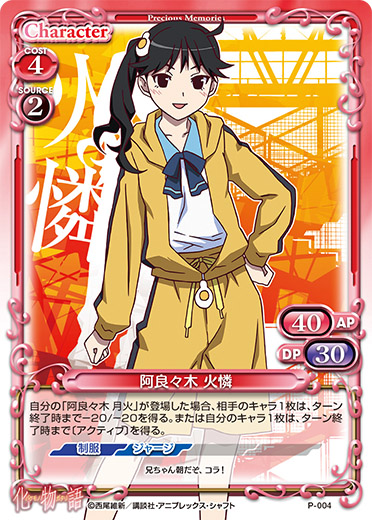 Precious Memories
Character
COST
4
SOURCE
2
火憐
40 AP
DP 30
阿良々木 火憐
自分の「阿良々木 月火」が登場した場合、相手のキャラ1枚は、ターン
終了時まで－20/－20を得る。または自分のキャラ1枚は、ターン終
了時まで〔アクティブ〕を得る。
制服 ジャージ
兄ちゃん朝だぞ、コラ!
化物語
©西尾維新/講談社・アニプレックス・シャフト
P-004